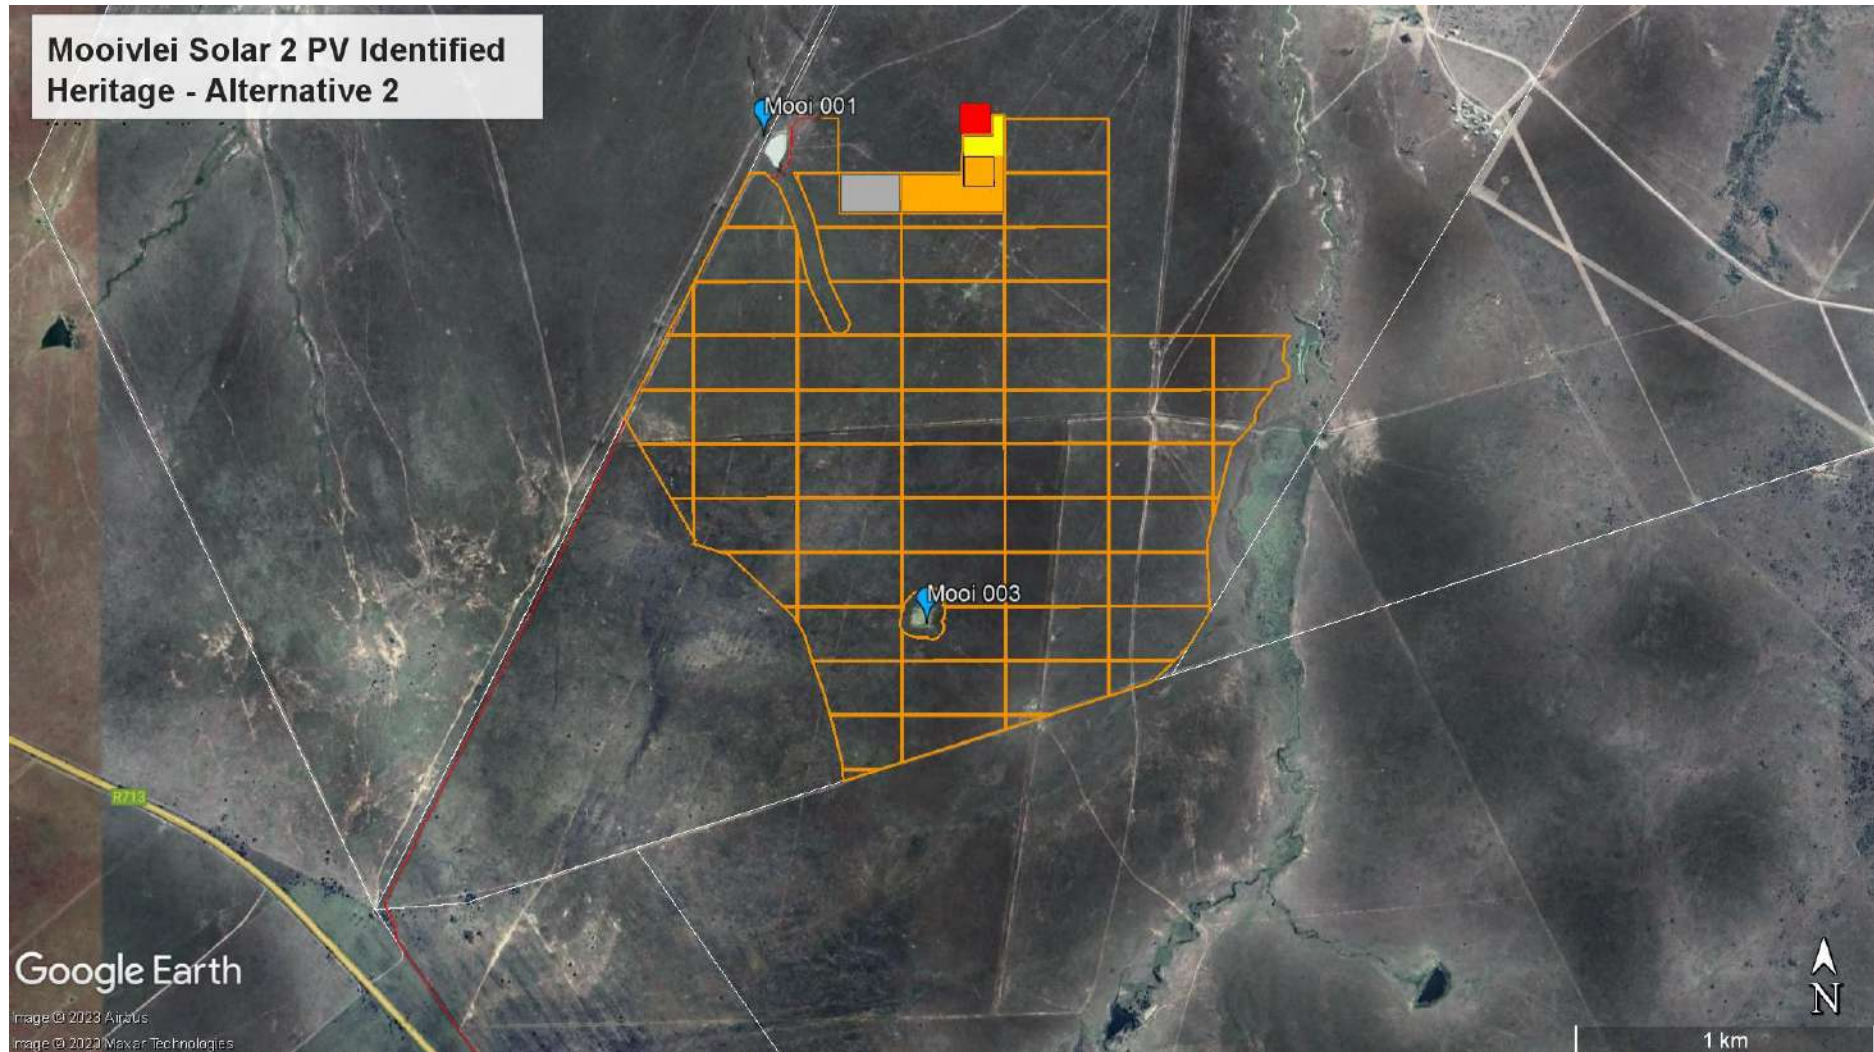 Mooivlei Solar 2 PV Identified
Heritage - Alternative 2
Mooi 001
Mooi 003
R713
Google Earth
Image © 2023 Airbus
Image © 2023 Maxar Technologies
N
1 km